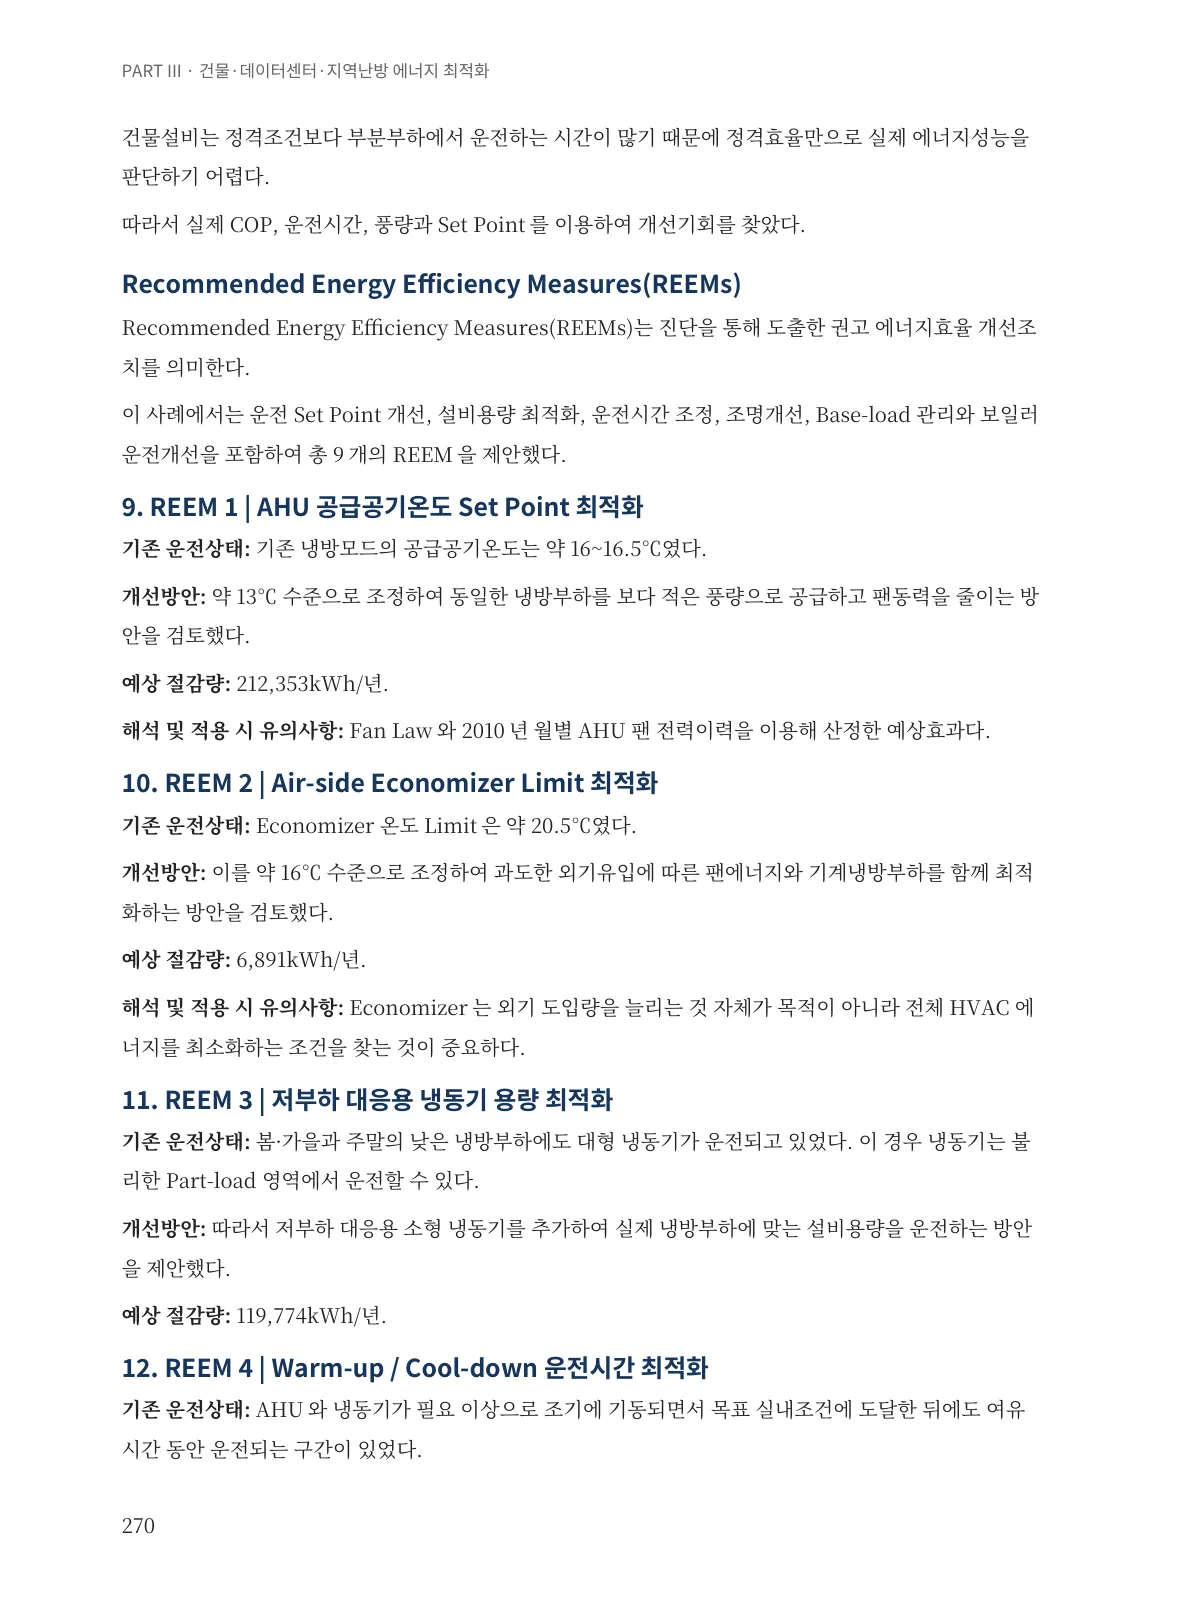 PART III · 건물·데이터센터·지역난방 에너지 최적화
건물설비는 정격조건보다 부분부하에서 운전하는 시간이 많기 때문에 정격효율만으로 실제 에너지성능을
판단하기 어렵다.
따라서 실제 COP, 운전시간, 풍량과 Set Point 를 이용하여 개선기회를 찾았다.
Recommended Energy Efficiency Measures(REEMs)
Recommended Energy Efficiency Measures(REEMs)는 진단을 통해 도출한 권고 에너지효율 개선조
치를 의미한다.
이 사례에서는 운전 Set Point 개선, 설비용량 최적화, 운전시간 조정, 조명개선, Base-load 관리와 보일러
운전개선을 포함하여 총 9 개의 REEM 을 제안했다.
9. REEM 1 | AHU 공급공기온도 Set Point 최적화
기존 운전상태: 기존 냉방모드의 공급공기온도는 약 16~16.5℃였다.
개선방안: 약 13℃ 수준으로 조정하여 동일한 냉방부하를 보다 적은 풍량으로 공급하고 팬동력을 줄이는 방
안을 검토했다.
예상 절감량: 212,353kWh/년.
해석 및 적용 시 유의사항: Fan Law 와 2010 년 월별 AHU 팬 전력이력을 이용해 산정한 예상효과다.
10. REEM 2 | Air-side Economizer Limit 최적화
기존 운전상태: Economizer 온도 Limit 은 약 20.5℃였다.
개선방안: 이를 약 16℃ 수준으로 조정하여 과도한 외기유입에 따른 팬에너지와 기계냉방부하를 함께 최적
화하는 방안을 검토했다.
예상 절감량: 6,891kWh/년.
해석 및 적용 시 유의사항: Economizer 는 외기 도입량을 늘리는 것 자체가 목적이 아니라 전체 HVAC 에
너지를 최소화하는 조건을 찾는 것이 중요하다.
11. REEM 3 | 저부하 대응용 냉동기 용량 최적화
기존 운전상태: 봄·가을과 주말의 낮은 냉방부하에도 대형 냉동기가 운전되고 있었다. 이 경우 냉동기는 불
리한 Part-load 영역에서 운전할 수 있다.
개선방안: 따라서 저부하 대응용 소형 냉동기를 추가하여 실제 냉방부하에 맞는 설비용량을 운전하는 방안
을 제안했다.
예상 절감량: 119,774kWh/년.
12. REEM 4 | Warm-up / Cool-down 운전시간 최적화
기존 운전상태: AHU 와 냉동기가 필요 이상으로 조기에 기동되면서 목표 실내조건에 도달한 뒤에도 여유
시간 동안 운전되는 구간이 있었다.
270